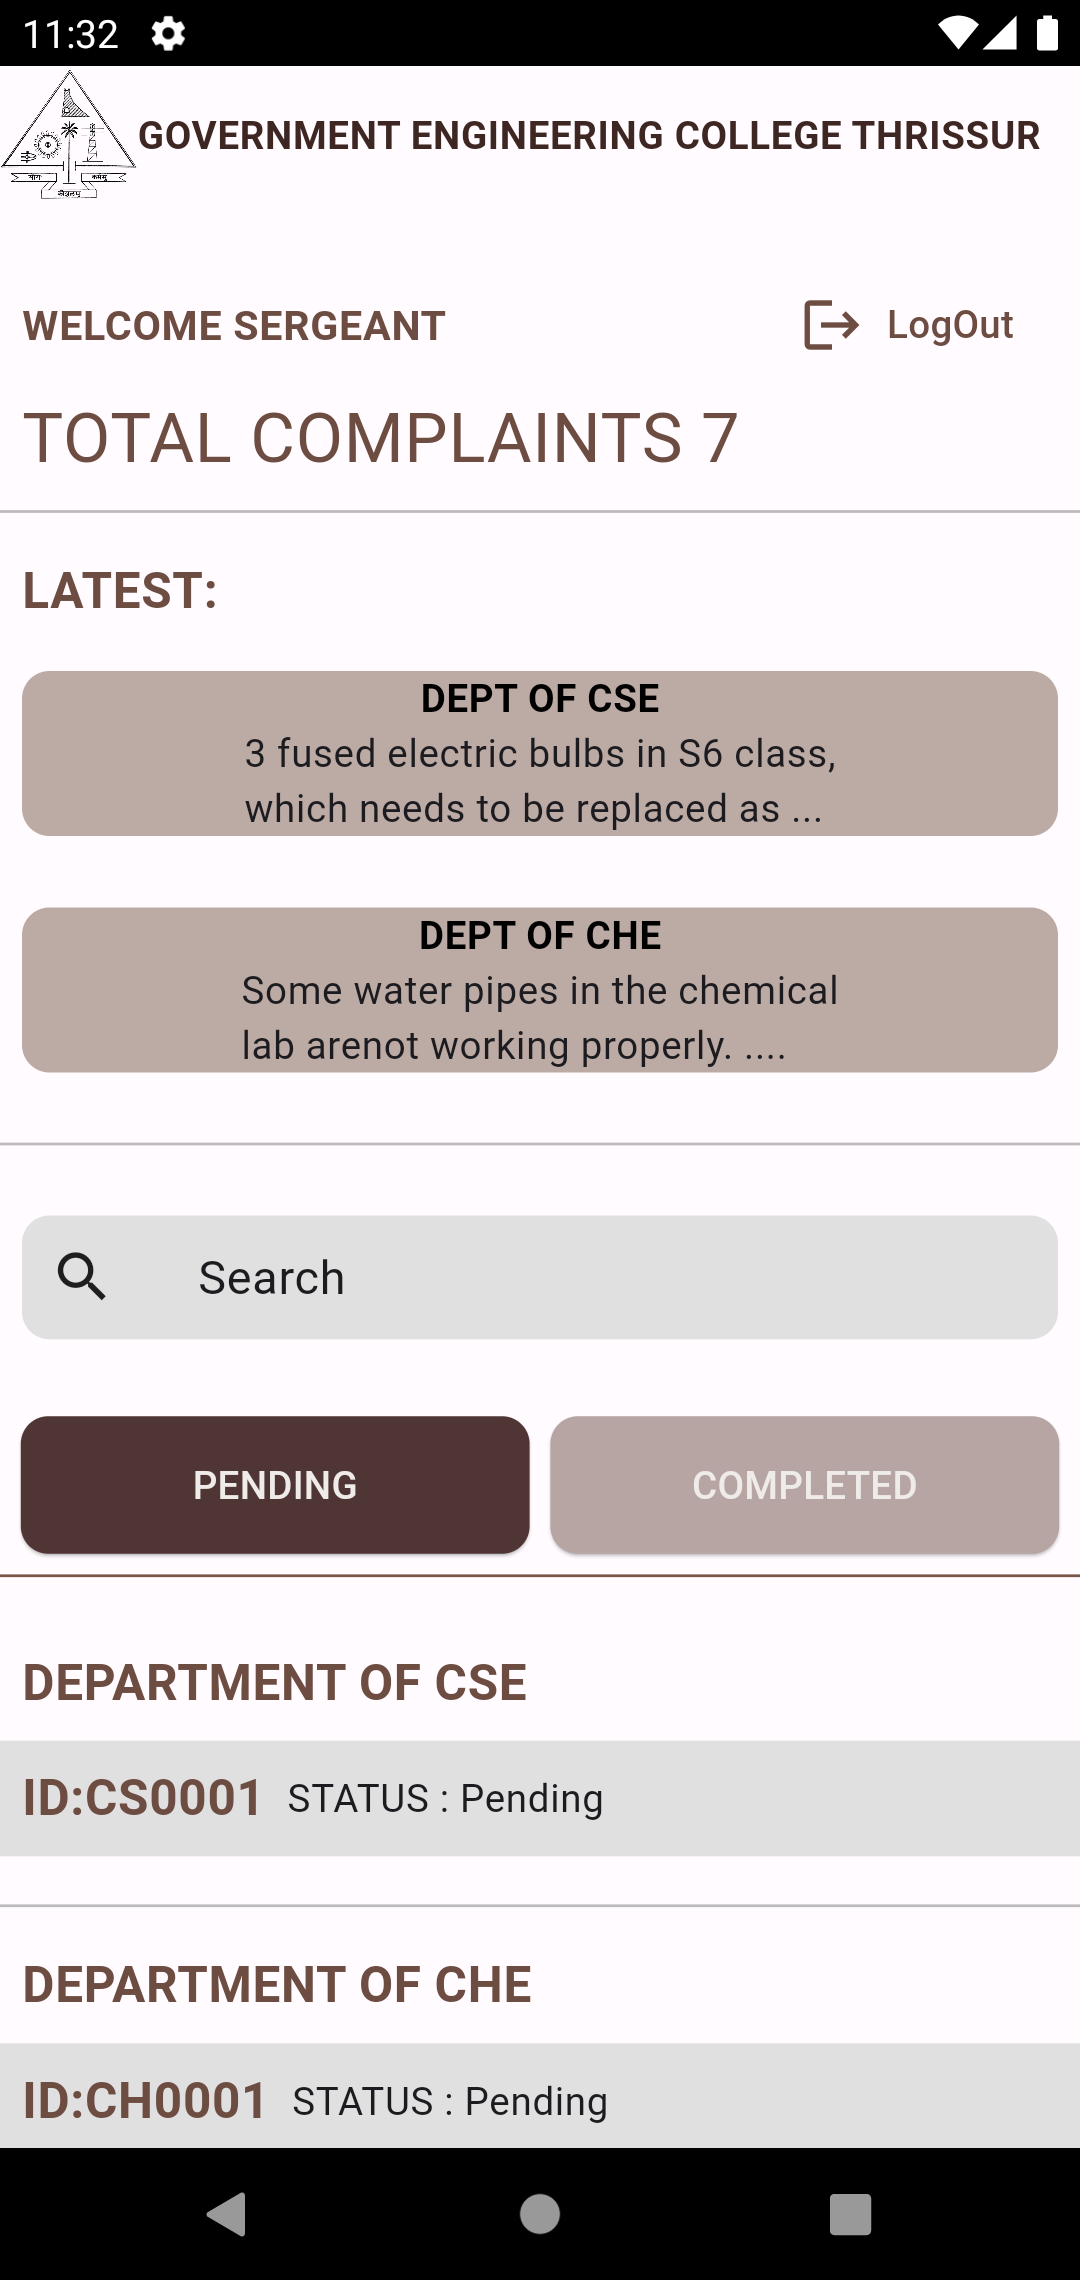 11:32
GOVERNMENT ENGINEERING COLLEGE THRISSUR
योगः कर्मसु
कौशलम्
WELCOME SERGEANT
LogOut
TOTAL COMPLAINTS 7
LATEST:
DEPT OF CSE
3 fused electric bulbs in S6 class,
which needs to be replaced as ...
DEPT OF CHE
Some water pipes in the chemical
lab arenot working properly. ....
Search
PENDING
COMPLETED
DEPARTMENT OF CSE
ID:CS0001 STATUS : Pending
DEPARTMENT OF CHE
ID:CH0001 STATUS : Pending